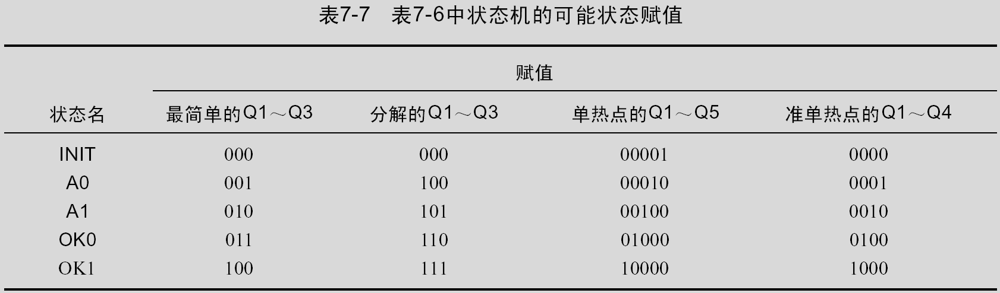 表7-7 表7-6中状态机的可能状态赋值
赋值
状态名 最简单的Q1～Q3 分解的Q1～Q3 单热点的Q1～Q5 准单热点的Q1～Q4
INIT 000 000 00001 0000
A0 001 100 00010 0001
A1 010 101 00100 0010
OK0 011 110 01000 0100
OK1 100 111 10000 1000